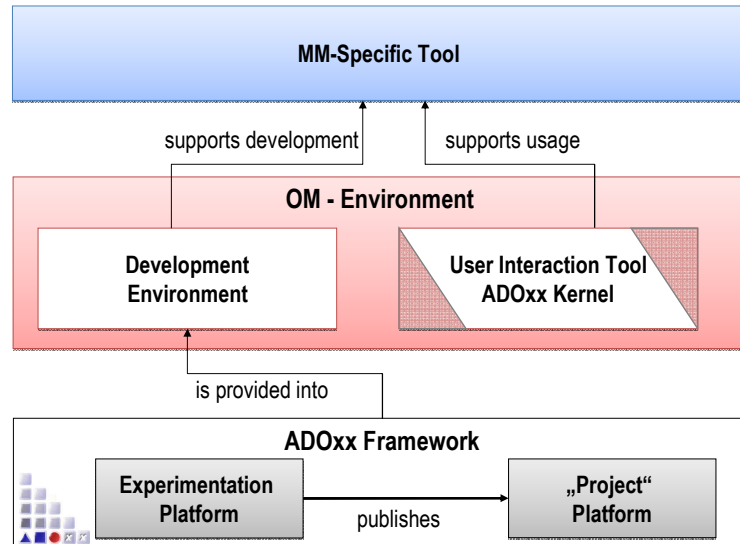 MM-Specific Tool
supports development
supports usage
OM - Environment
Development
Environment
User Interaction Tool
ADOxx Kernel
is provided into
ADOxx Framework
Experimentation
Platform
publishes
„Project“
Platform